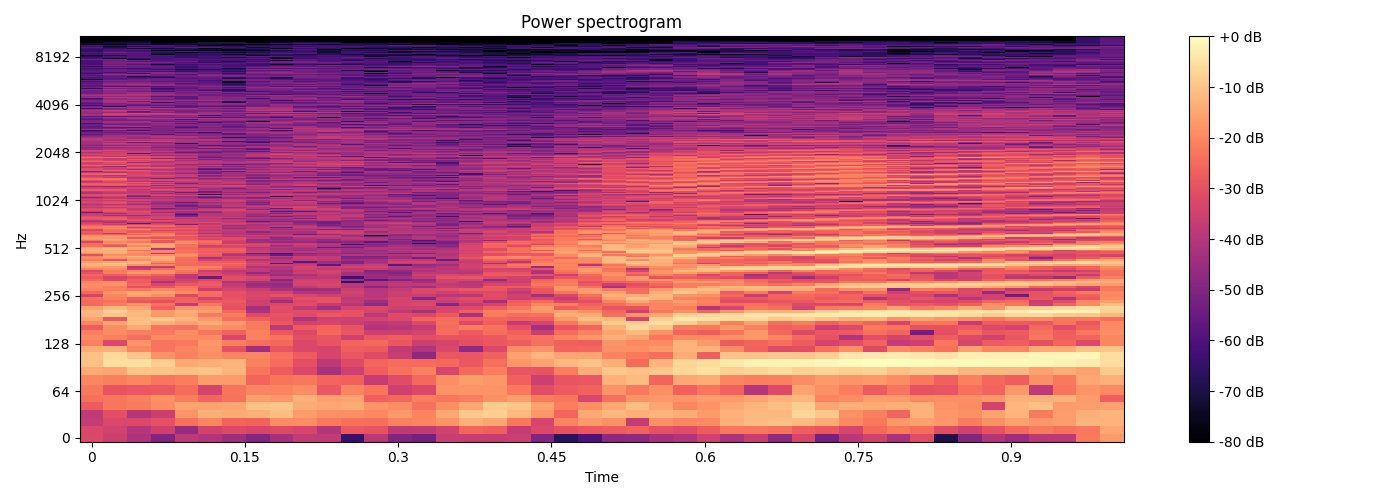 Power spectrogram
Hz
8192
4096
2048
1024
512
256
128
64
0
0 0.15 0.3 0.45 0.6 0.75 0.9
Time
+0 dB
-10 dB
-20 dB
-30 dB
-40 dB
-50 dB
-60 dB
-70 dB
-80 dB